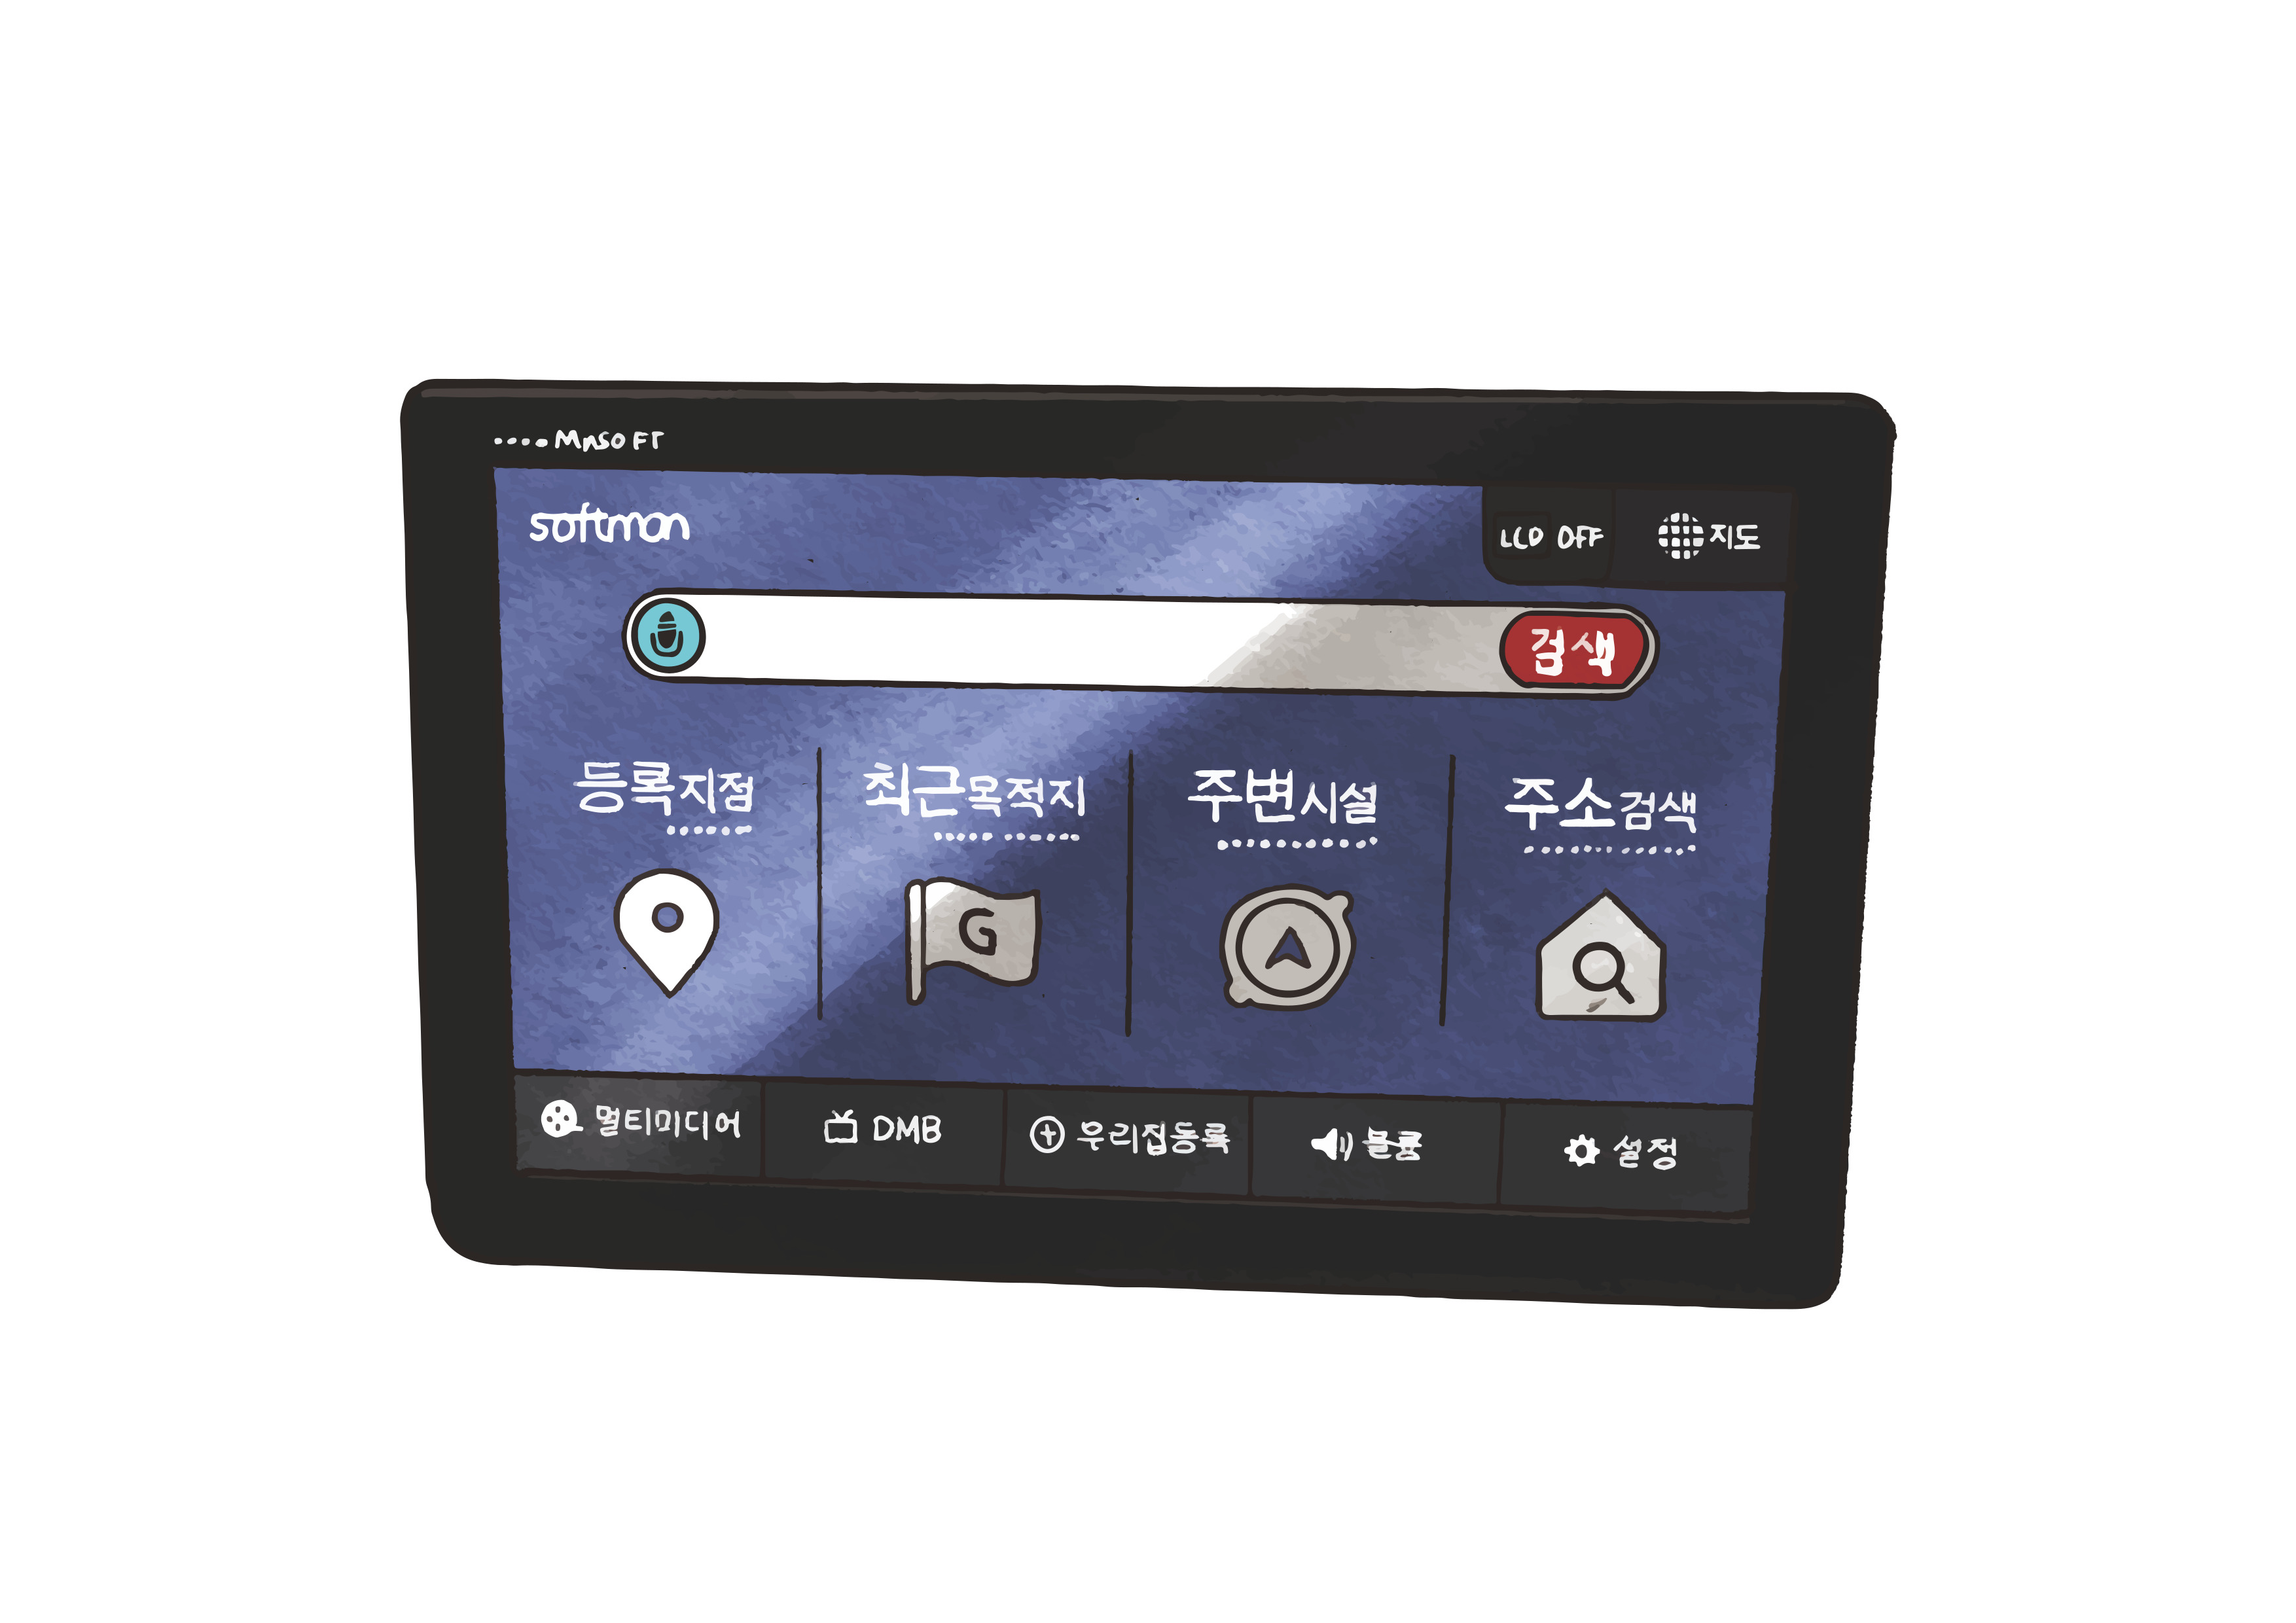 MnSOFT
softman
LCD OFF 지도
검색
등록지점 최근목적지 주변시설 주소검색
G
멀티미디어 DMB 우리집등록 볼륨 설정